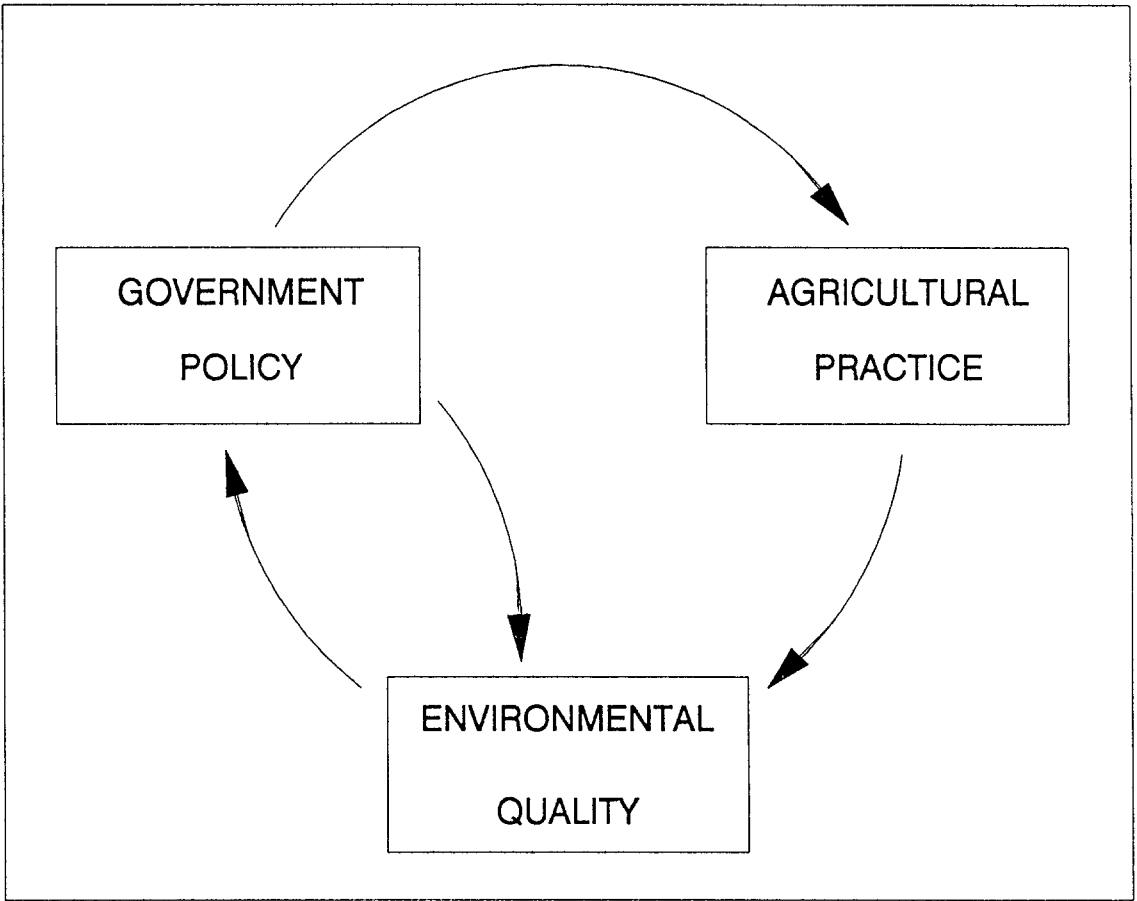 GOVERNMENT
POLICY
AGRICULTURAL
PRACTICE
ENVIRONMENTAL
QUALITY